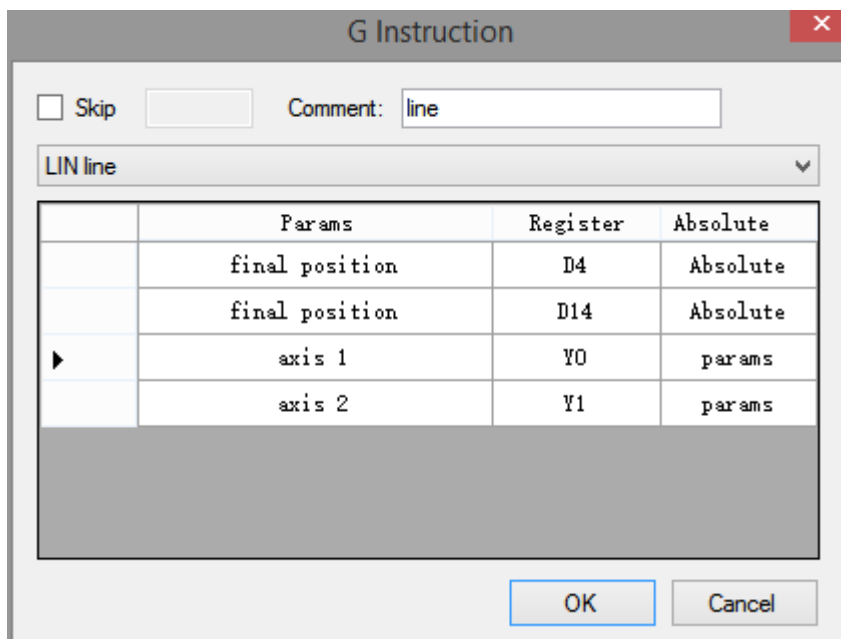 G Instruction
Skip Comment: line
LIN line
Params Register Absolute
final position D4 Absolute
final position D14 Absolute
axis 1 Y0 params
axis 2 Y1 params
OK Cancel